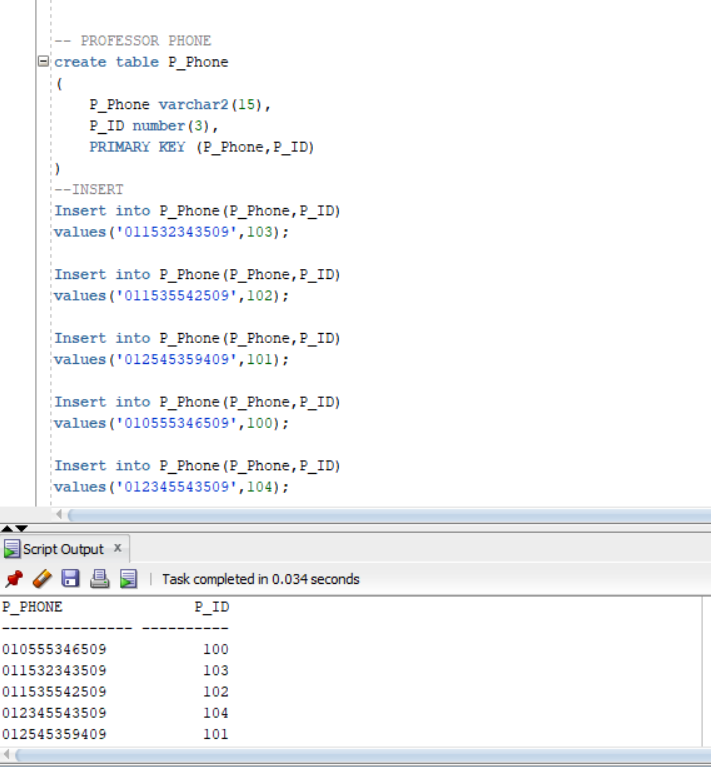 -- PROFESSOR PHONE
create table P_Phone
(
P_Phone varchar2(15),
P_ID number(3),
PRIMARY KEY (P_Phone,P_ID)
)
--INSERT
Insert into P_Phone(P_Phone,P_ID)
values('011532343509',103);
Insert into P_Phone(P_Phone,P_ID)
values('011535542509',102);
Insert into P_Phone(P_Phone,P_ID)
values('012545359409',101);
Insert into P_Phone(P_Phone,P_ID)
values('010555346509',100);
Insert into P_Phone(P_Phone,P_ID)
values('012345543509',104);
Script Output x
Task completed in 0.034 seconds
P_PHONE P_ID
--------------- ----------
010555346509 100
011532343509 103
011535542509 102
012345543509 104
012545359409 101